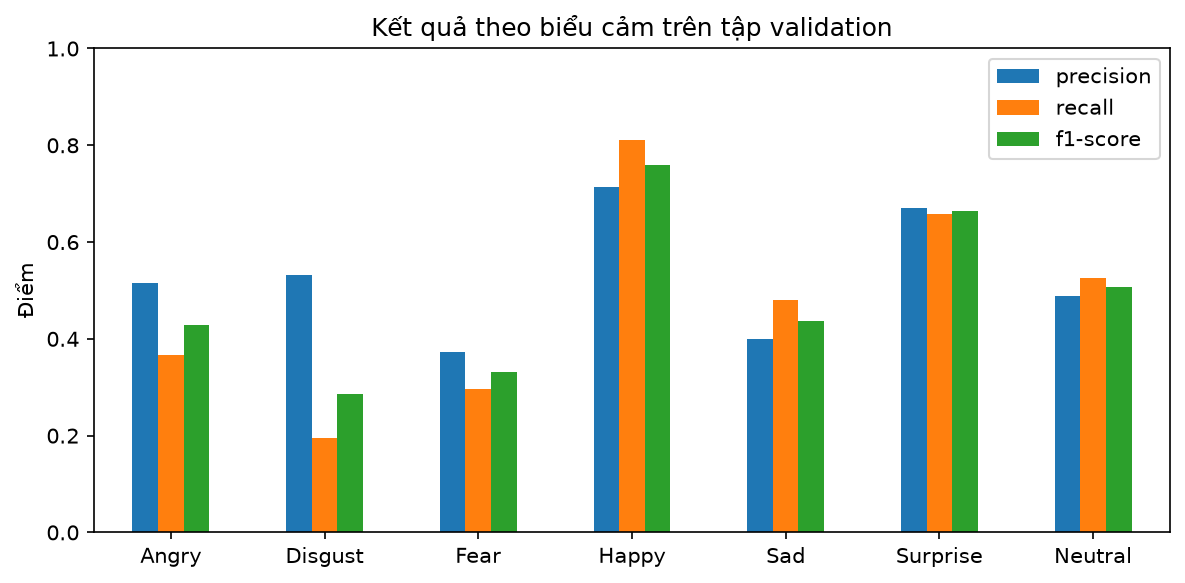 Kết quả theo biểu cảm trên tập validation
precision
recall
f1-score
Điểm
1.0
0.8
0.6
0.4
0.2
0.0
Angry
Disgust
Fear
Happy
Sad
Surprise
Neutral